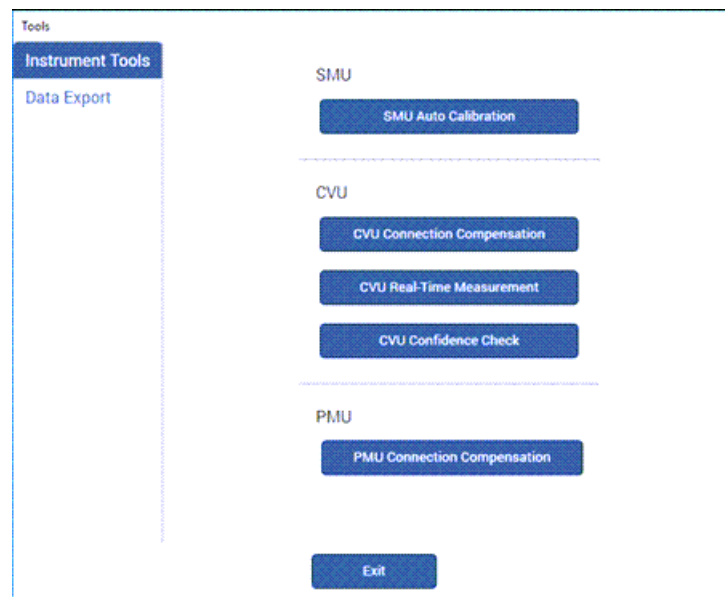 Tools
Instrument Tools
Data Export
SMU
SMU Auto Calibration
CVU
CVU Connection Compensation
CVU Real-Time Measurement
CVU Confidence Check
PMU
PMU Connection Compensation
Exit